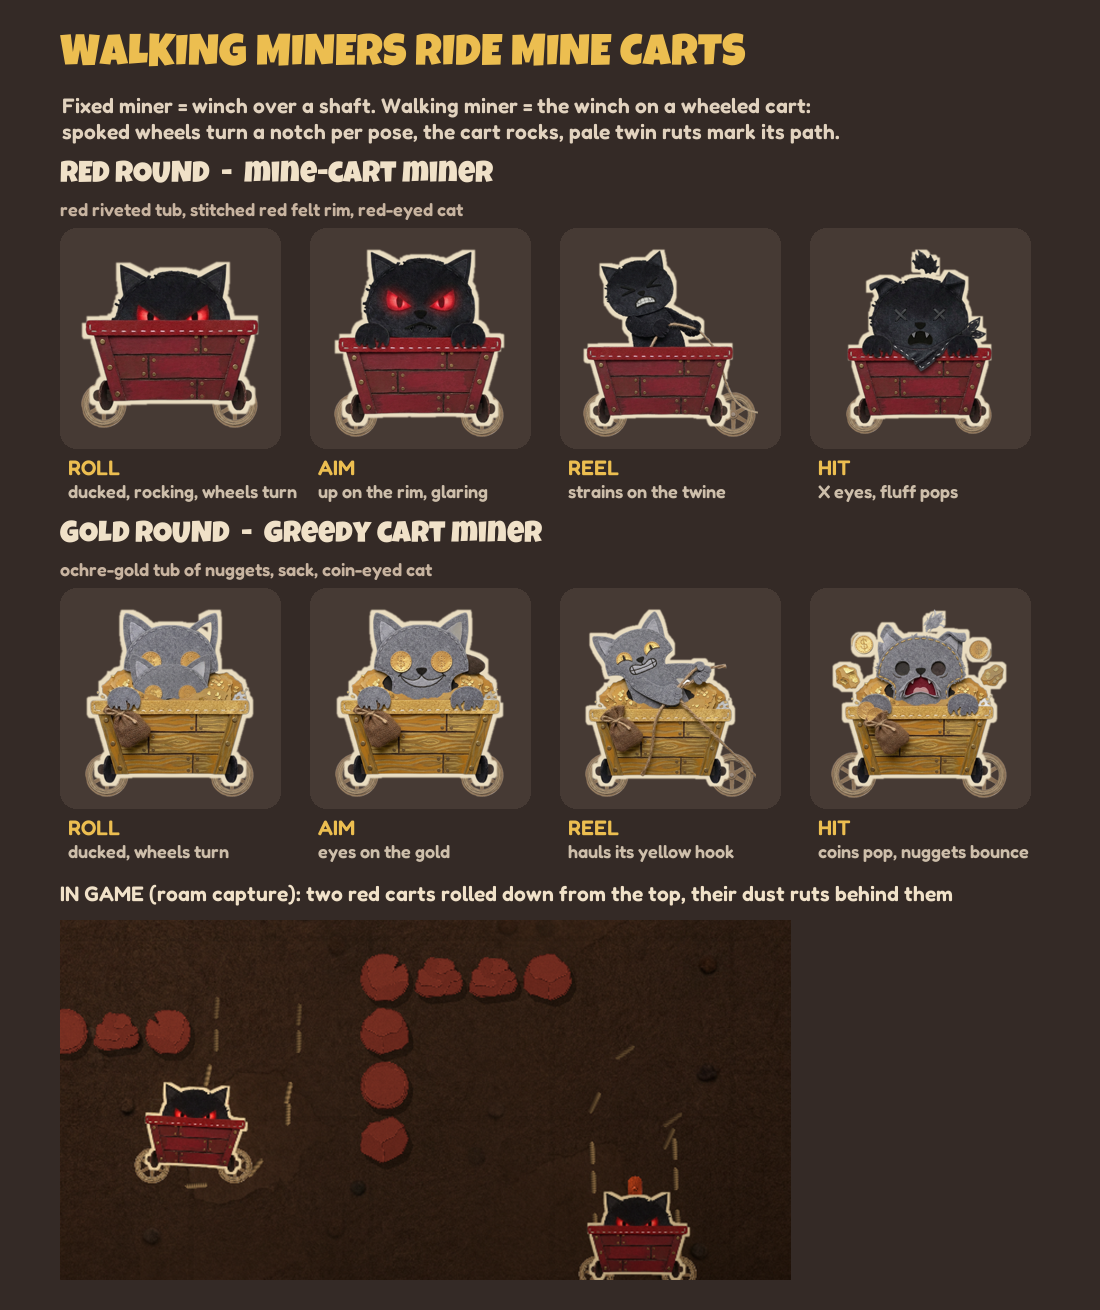 WALKING MINERS RIDE MINE CARTS
Fixed miner = winch over a shaft. Walking miner = the winch on a wheeled cart:
spoked wheels turn a notch per pose, the cart rocks, pale twin ruts mark its path.
RED ROUND - MINE-CART MINER
red riveted tub, stitched red felt rim, red-eyed cat
ROLL
ducked, rocking, wheels turn
AIM
up on the rim, glaring
REEL
strains on the twine
HIT
X eyes, fluff pops
GOLD ROUND - GREEDY CART MINER
ochre-gold tub of nuggets, sack, coin-eyed cat
ROLL
ducked, wheels turn
AIM
eyes on the gold
REEL
hauls its yellow hook
HIT
coins pop, nuggets bounce
IN GAME (roam capture): two red carts rolled down from the top, their dust ruts behind them